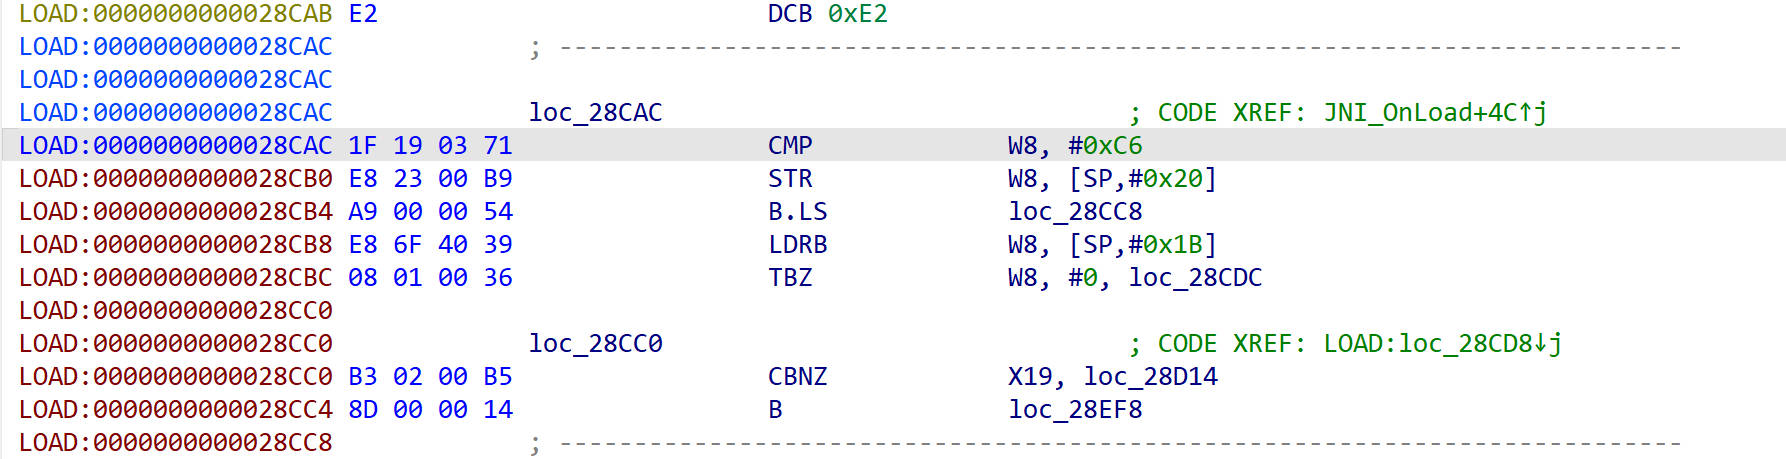 LOAD:0000000000028CAB E2 DCB 0xE2
LOAD:0000000000028CAC ; ---------------------------------------------------------------------------
LOAD:0000000000028CAC
LOAD:0000000000028CAC loc_28CAC ; CODE XREF: JNI_OnLoad+4C↑j
LOAD:0000000000028CAC 1F 19 03 71 CMP W8, #0xC6
LOAD:0000000000028CB0 E8 23 00 B9 STR W8, [SP,#0x20]
LOAD:0000000000028CB4 A9 00 00 54 B.LS loc_28CC8
LOAD:0000000000028CB8 E8 6F 40 39 LDRB W8, [SP,#0x1B]
LOAD:0000000000028CBC 08 01 00 36 TBZ W8, #0, loc_28CDC
LOAD:0000000000028CC0
LOAD:0000000000028CC0 loc_28CC0 ; CODE XREF: LOAD:loc_28CD8↓j
LOAD:0000000000028CC0 B3 02 00 B5 CBNZ X19, loc_28D14
LOAD:0000000000028CC4 8D 00 00 14 B loc_28EF8
LOAD:0000000000028CC8 ; ---------------------------------------------------------------------------